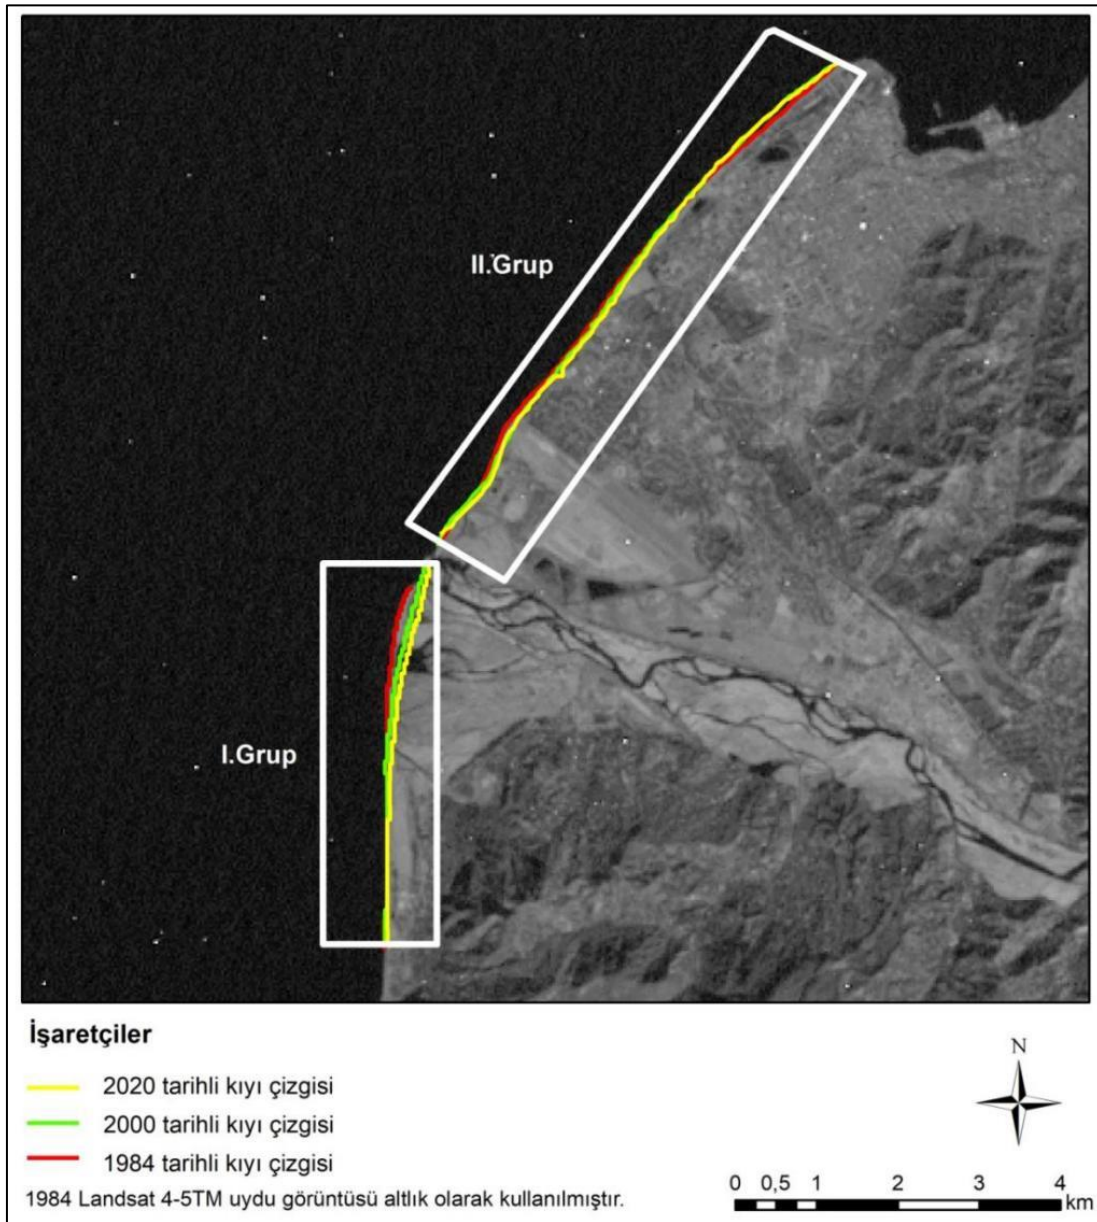 II.Grup
I.Grup
İşaretçiler
2020 tarihli kıyı çizgisi
2000 tarihli kıyı çizgisi
1984 tarihli kıyı çizgisi
1984 Landsat 4-5TM uydu görüntüsü altlık olarak kullanılmıştır.
N
0 0,5 1 2 3 4
km